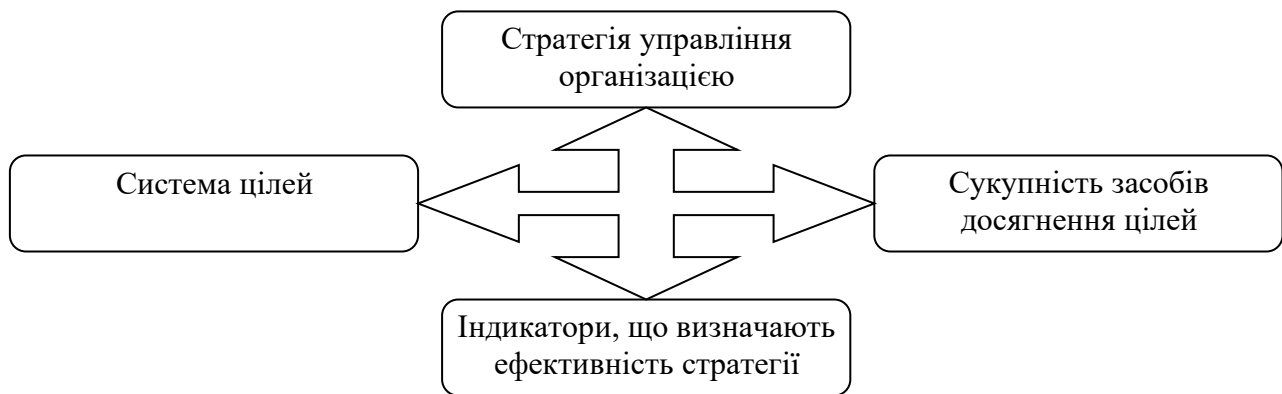 Стратегія управління
організацією
Система цілей
Сукупність засобів
досягнення цілей
Індикатори, що визначають
ефективність стратегії